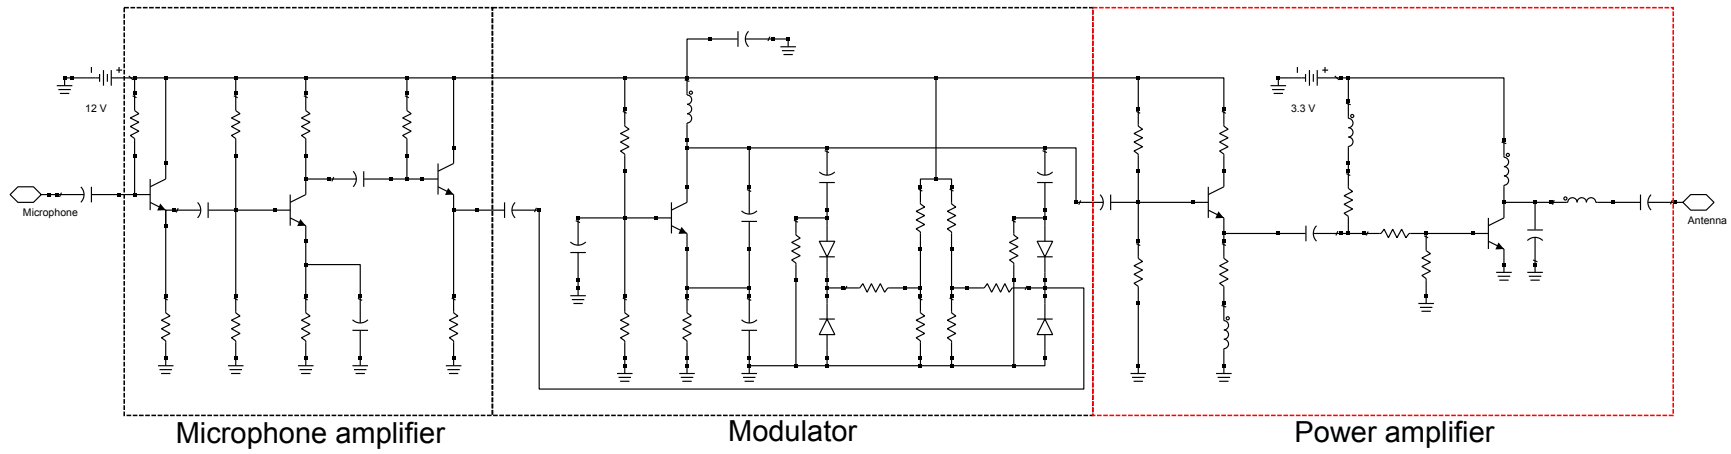 12 V
3.3 V
Microphone
Antenna
Microphone amplifier
Modulator
Power amplifier